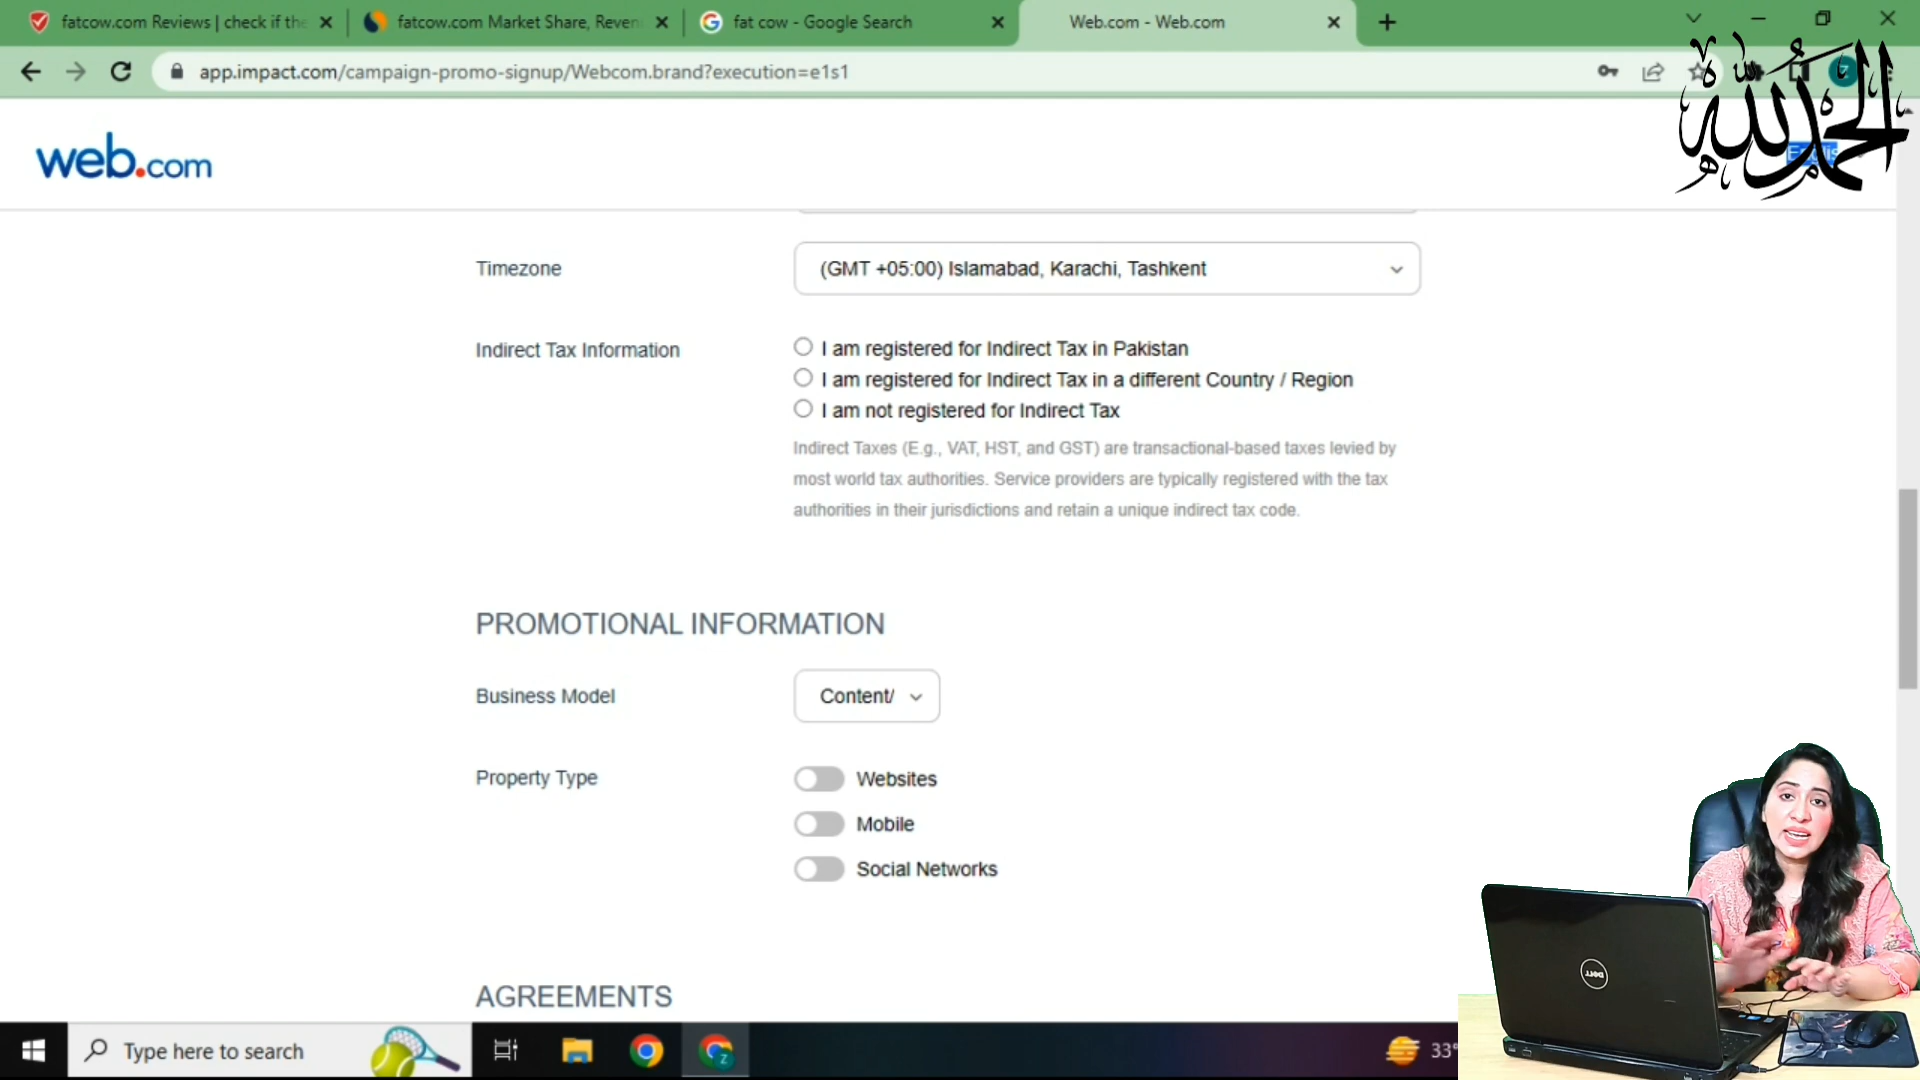 fatcow.com Reviews | check if the
fatcow.com Market Share, Reven
fat cow - Google Search
Web.com - Web.com
app.impact.com/campaign-promo-signup/Webcom.brand?execution=e1s1
الحمد لله
web.com
Timezone
(GMT +05:00) Islamabad, Karachi, Tashkent
Indirect Tax Information
I am registered for Indirect Tax in Pakistan
I am registered for Indirect Tax in a different Country / Region
I am not registered for Indirect Tax
Indirect Taxes (E.g., VAT, HST, and GST) are transactional-based taxes levied by
most world tax authorities. Service providers are typically registered with the tax
authorities in their jurisdictions and retain a unique indirect tax code.
PROMOTIONAL INFORMATION
Business Model
Content/
Property Type
Websites
Mobile
Social Networks
AGREEMENTS
Type here to search
33°
DELL